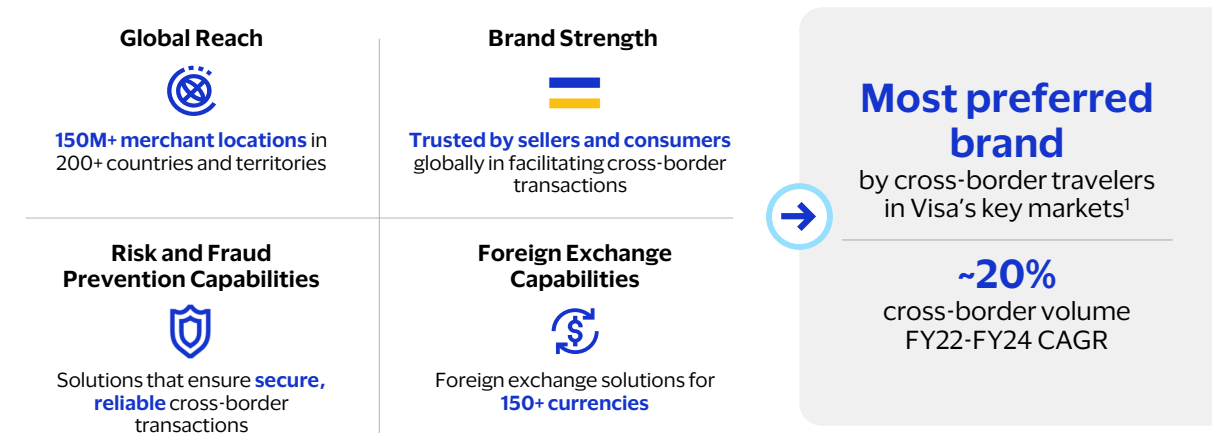 Global Reach
150M+ merchant locations in
200+ countries and territories
Brand Strength
Trusted by sellers and consumers
globally in facilitating cross-border
transactions
Risk and Fraud
Prevention Capabilities
Solutions that ensure secure,
reliable cross-border
transactions
Foreign Exchange
Capabilities
$
Foreign exchange solutions for
150+ currencies
Most preferred
brand
by cross-border travelers
in Visa's key markets¹
~20%
cross-border volume
FY22-FY24 CAGR